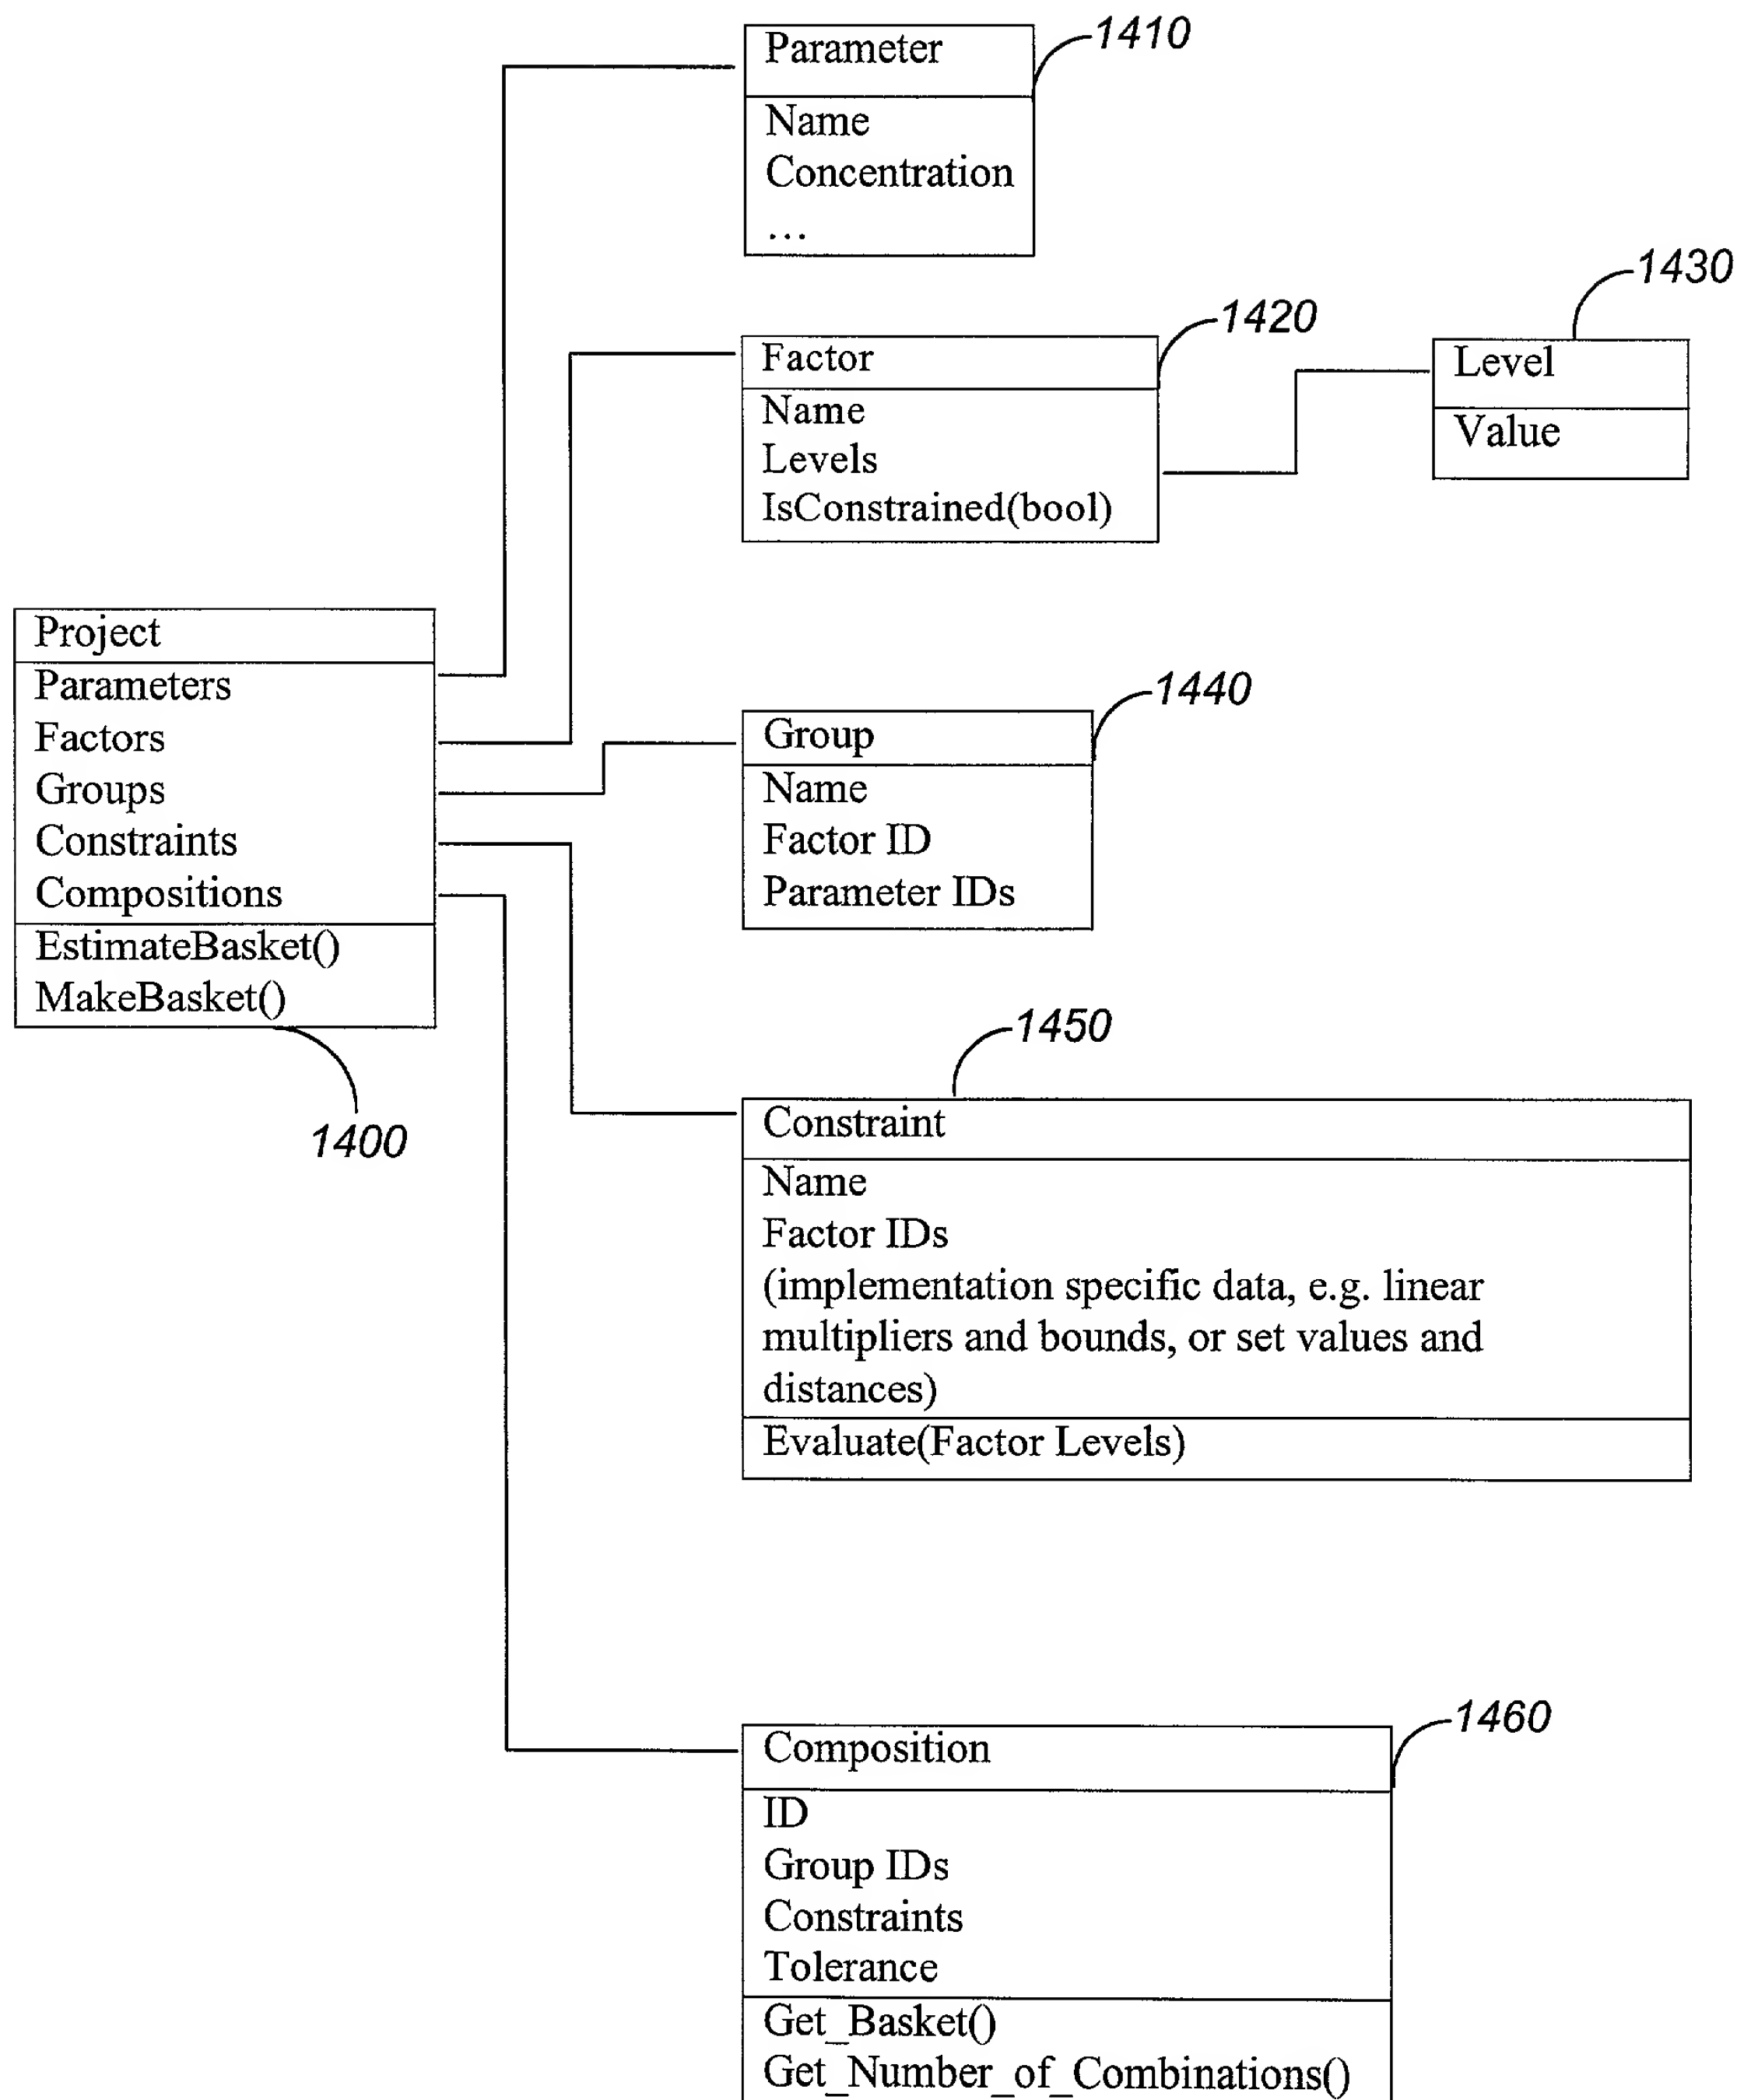 Parameter
1410
Name
Concentration
...
1430
1420
Factor
Level
Name
Levels
IsConstrained(bool)
Value
Project
Parameters
Factors
Groups
Constraints
Compositions
EstimateBasket()
MakeBasket()
1400
1440
Group
Name
Factor ID
Parameter IDs
1450
Constraint
Name
Factor IDs
(implementation specific data, e.g. linear
multipliers and bounds, or set values and
distances)
Evaluate(Factor Levels)
1460
Composition
ID
Group IDs
Constraints
Tolerance
Get_Basket()
Get_Number_of_Combinations()